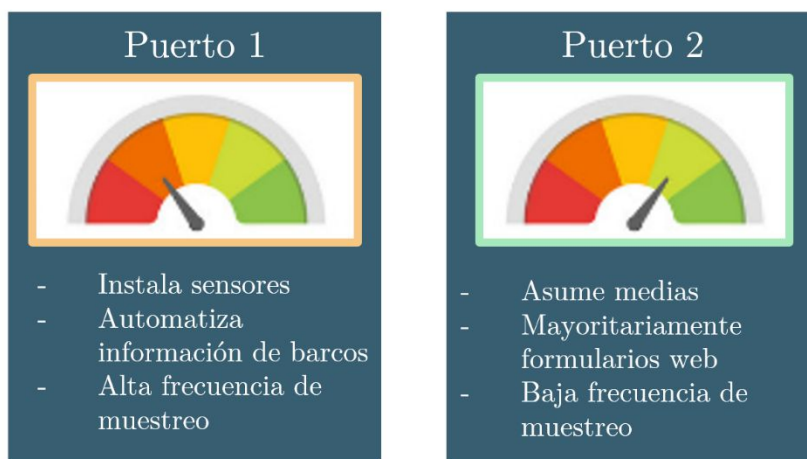 Puerto 1
- Instala sensores
- Automatiza
información de barcos
- Alta frecuencia de
muestreo
Puerto 2
- Asume medias
- Mayoritariamente
formularios web
- Baja frecuencia de
muestreo